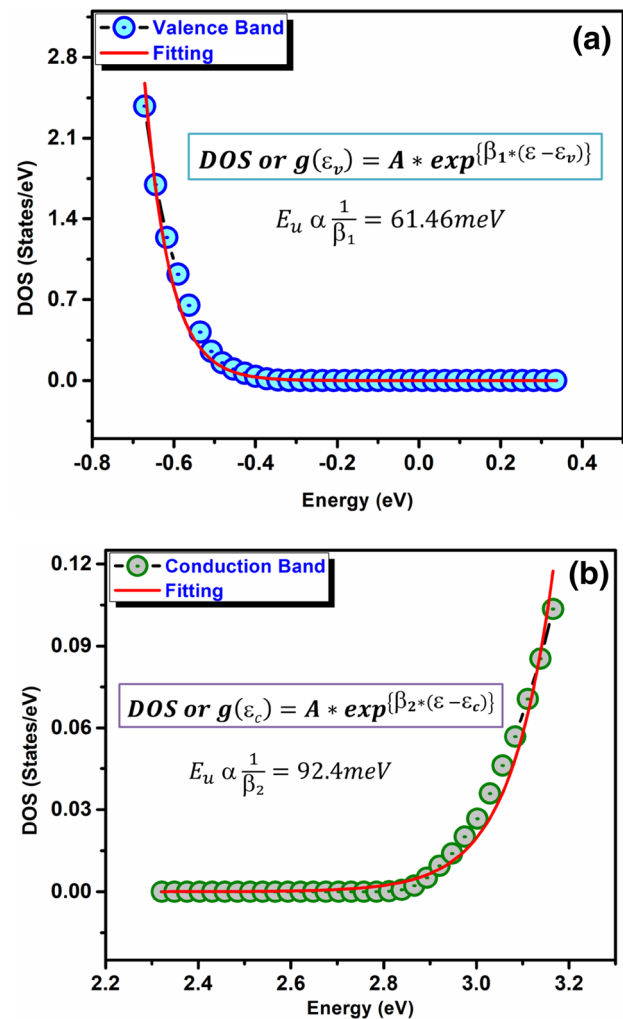 Valence Band
Fitting
(a)
2.8
2.1
1.4
0.7
0.0
DOS (States/eV)
DOS or g(εᵥ) = A * exp^{β₁*(ε−εᵥ)}
Eᵤ α 1/β₁ = 61.46meV
-0.8 -0.6 -0.4 -0.2 0.0 0.2 0.4
Energy (eV)
Conduction Band
Fitting
(b)
0.12
0.09
0.06
0.03
0.00
DOS (States/eV)
DOS or g(ε_c) = A * exp^{β₂*(ε−ε_c)}
Eᵤ α 1/β₂ = 92.4meV
2.2 2.4 2.6 2.8 3.0 3.2
Energy (eV)